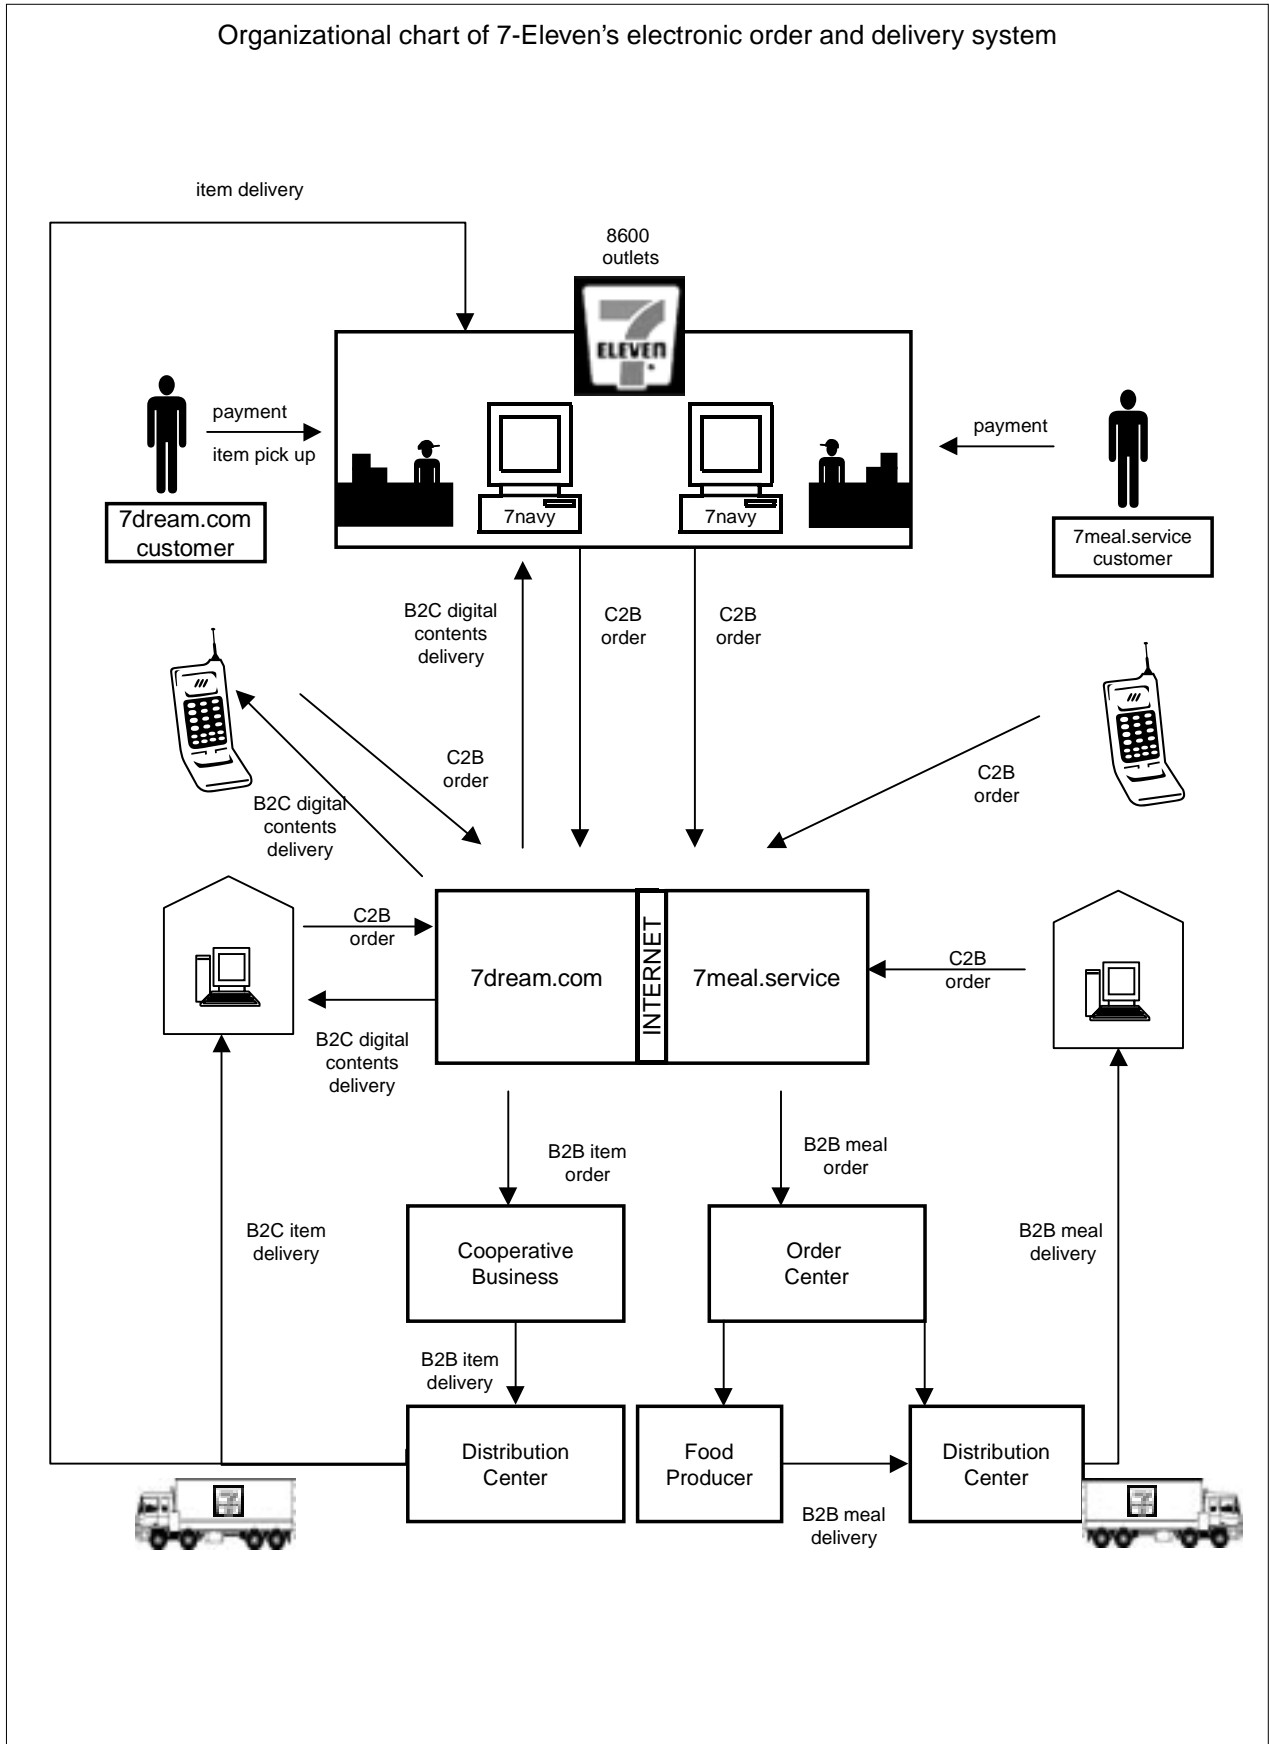 Organizational chart of 7-Eleven's electronic order and delivery system
item delivery
8600
outlets
7
ELEVEN
payment
item pick up
payment
7navy
7navy
7dream.com
customer
7meal.service
customer
B2C digital
contents
delivery
C2B
order
C2B
order
C2B
order
C2B
order
B2C digital
contents
delivery
C2B
order
7dream.com
INTERNET
7meal.service
C2B
order
B2C digital
contents
delivery
B2B item
order
B2B meal
order
B2C item
delivery
Cooperative
Business
Order
Center
B2B meal
delivery
B2B item
delivery
Distribution
Center
Food
Producer
Distribution
Center
B2B meal
delivery